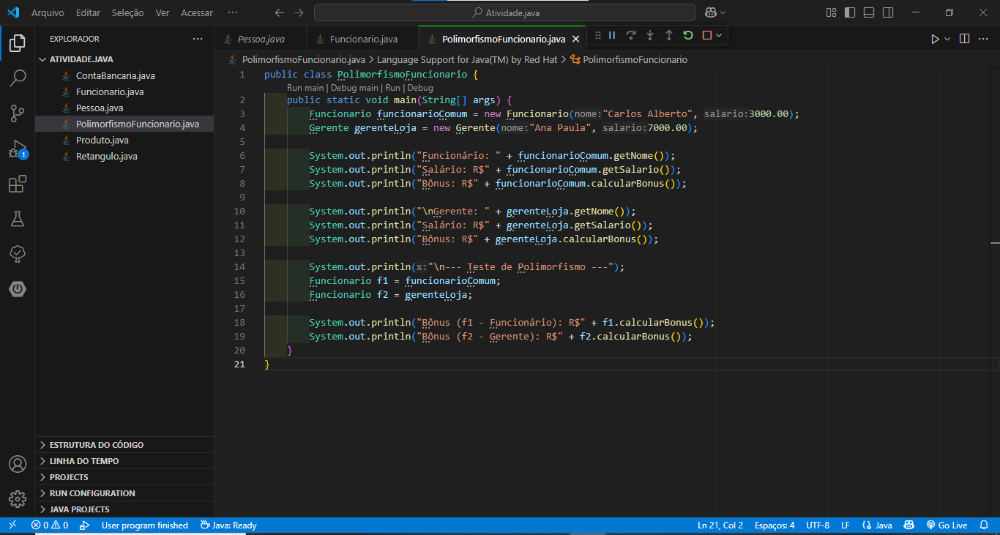 Arquivo Editar Seleção Ver Acessar ··· Atividade.java
EXPLORADOR ···
ATIVIDADE.JAVA
ContaBancaria.java
Funcionario.java
Pessoa.java
PolimorfismoFuncionario.java
Produto.java
Retangulo.java
1
ESTRUTURA DO CÓDIGO
LINHA DO TEMPO
PROJECTS
RUN CONFIGURATION
JAVA PROJECTS
Pessoa.java Funcionario.java PolimorfismoFuncionario.java
PolimorfismoFuncionario.java > Language Support for Java(TM) by Red Hat > PolimorfismoFuncionario
1 public class PolimorfismoFuncionario {
Run main | Debug main | Run | Debug
2 public static void main(String[] args) {
3 Funcionario funcionarioComum = new Funcionario(nome:"Carlos Alberto", salario:3000.00);
4 Gerente gerenteLoja = new Gerente(nome:"Ana Paula", salario:7000.00);
5
6 System.out.println("Funcionário: " + funcionarioComum.getNome());
7 System.out.println("Salário: R$" + funcionarioComum.getSalario());
8 System.out.println("Bônus: R$" + funcionarioComum.calcularBonus());
9
10 System.out.println("\nGerente: " + gerenteLoja.getNome());
11 System.out.println("Salário: R$" + gerenteLoja.getSalario());
12 System.out.println("Bônus: R$" + gerenteLoja.calcularBonus());
13
14 System.out.println(x:"\n--- Teste de Polimorfismo ---");
15 Funcionario f1 = funcionarioComum;
16 Funcionario f2 = gerenteLoja;
17
18 System.out.println("Bônus (f1 - Funcionário): R$" + f1.calcularBonus());
19 System.out.println("Bônus (f2 - Gerente): R$" + f2.calcularBonus());
20 }
21 }
0 0 User program finished Java: Ready Ln 21, Col 2 Espaços: 4 UTF-8 LF Java Go Live